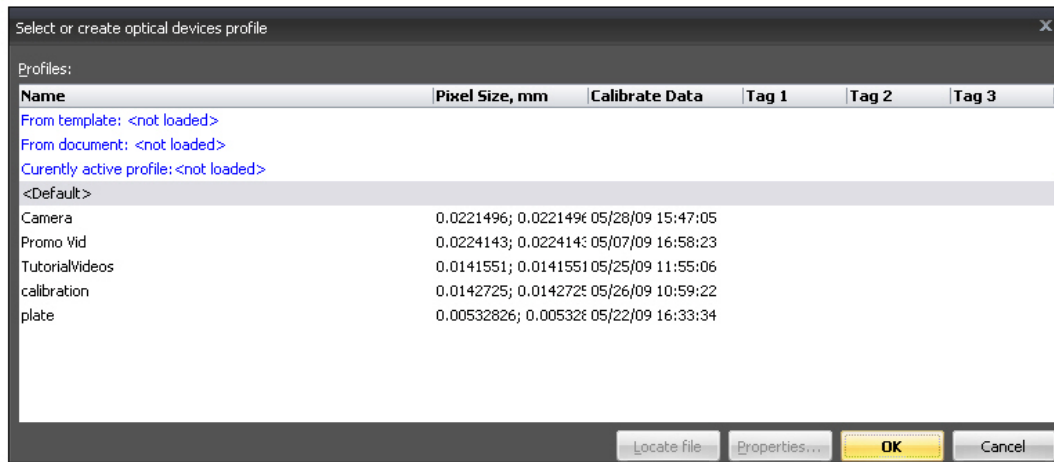 Select or create optical devices profile
x
Profiles:
Name Pixel Size, mm Calibrate Data Tag 1 Tag 2 Tag 3
From template: <not loaded>
From document: <not loaded>
Curently active profile:<not loaded>
<Default>
Camera 0.0221496; 0.0221496 05/28/09 15:47:05
Promo Vid 0.0224143; 0.0224143 05/07/09 16:58:23
TutorialVideos 0.0141551; 0.0141551 05/25/09 11:55:06
calibration 0.0142725; 0.0142725 05/26/09 10:59:22
plate 0.00532826; 0.005328 05/22/09 16:33:34
Locate file Properties... OK Cancel